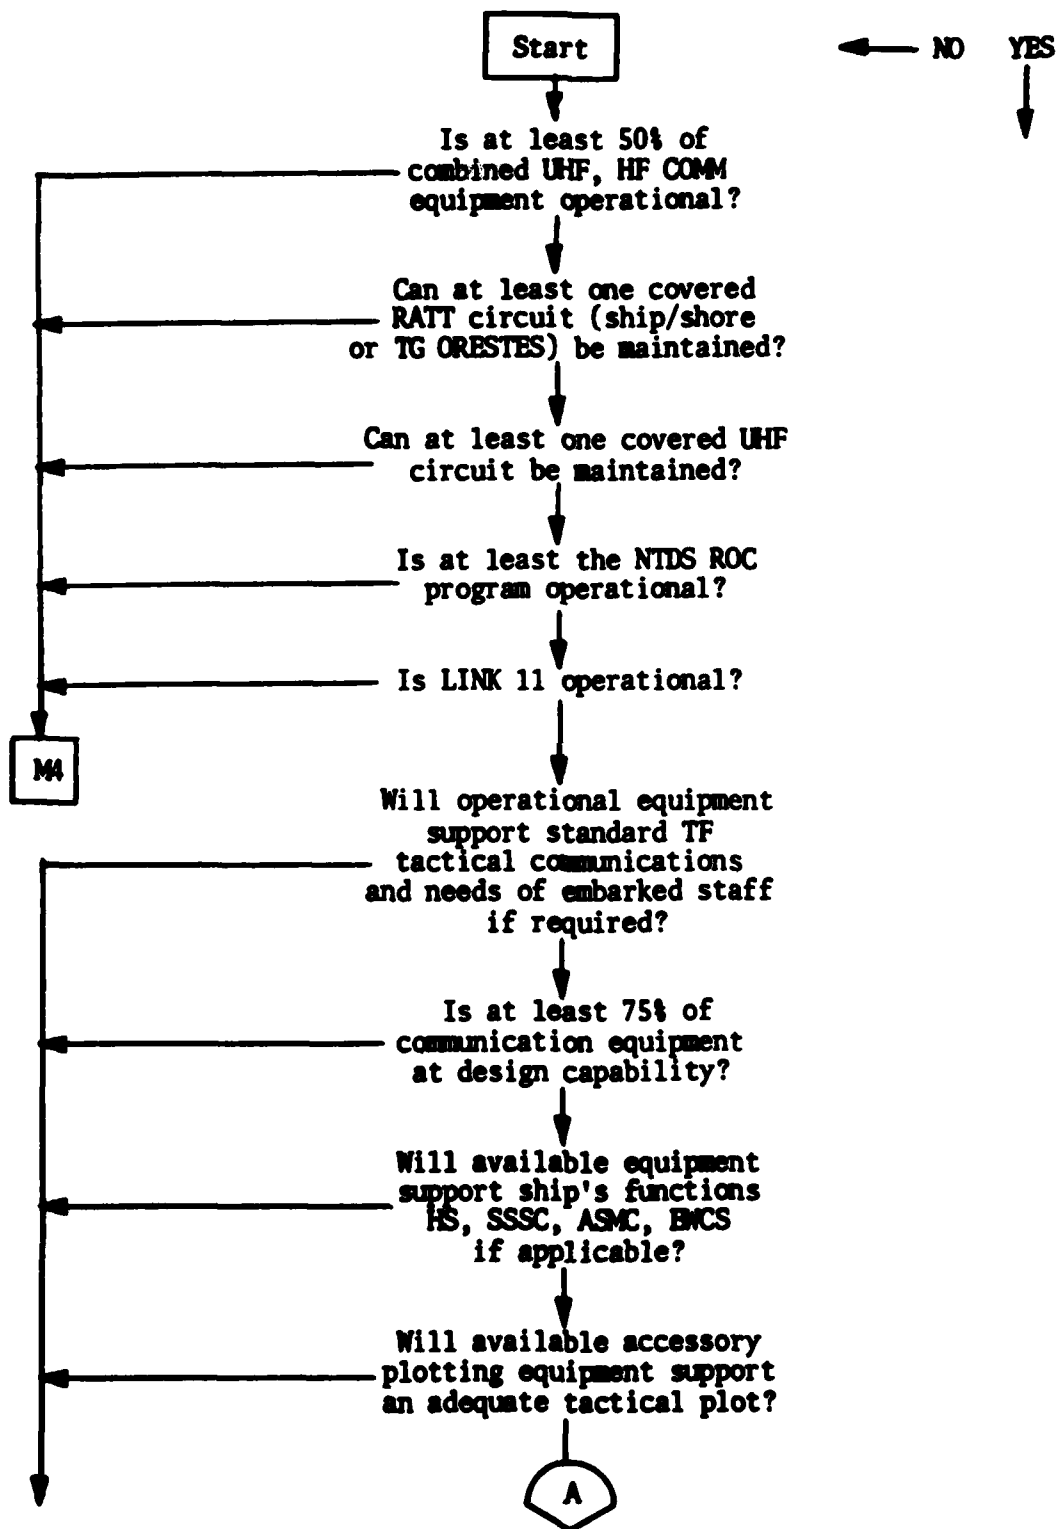 Start
NO YES
Is at least 50% of
combined UHF, HF COMM
equipment operational?
Can at least one covered
RATT circuit (ship/shore
or TG ORESTES) be maintained?
Can at least one covered UHF
circuit be maintained?
Is at least the NTDS ROC
program operational?
Is LINK 11 operational?
M4
Will operational equipment
support standard TF
tactical communications
and needs of embarked staff
if required?
Is at least 75% of
communication equipment
at design capability?
Will available equipment
support ship's functions
HS, SSSC, ASMC, EWCS
if applicable?
Will available accessory
plotting equipment support
an adequate tactical plot?
A